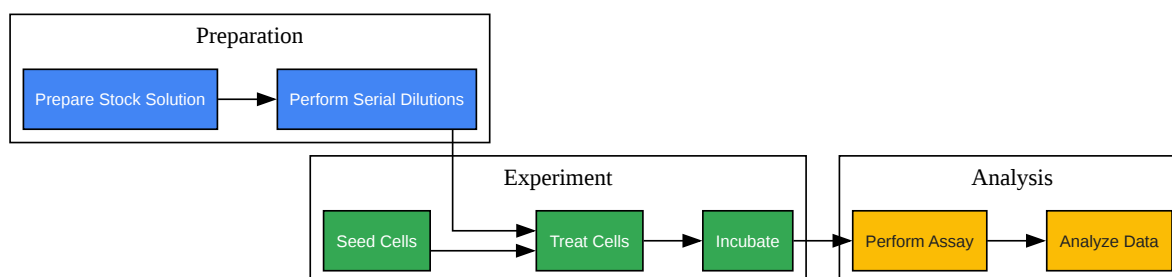 Preparation
Prepare Stock Solution
Perform Serial Dilutions
Experiment
Seed Cells
Treat Cells
Incubate
Analysis
Perform Assay
Analyze Data